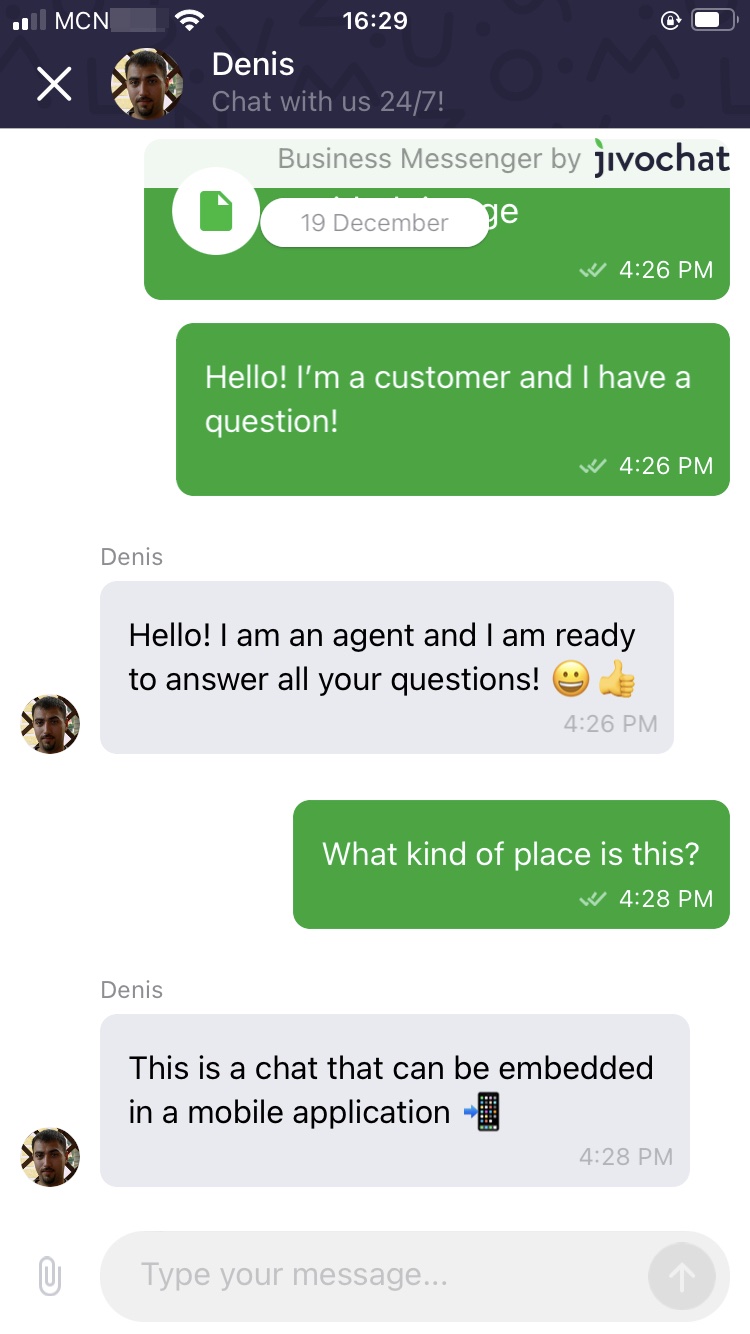 MCN
16:29
Denis
Chat with us 24/7!
Business Messenger by jivochat
19 December
4:26 PM
Hello! I’m a customer and I have a
question!
4:26 PM
Denis
Hello! I am an agent and I am ready
to answer all your questions! 😀👍
4:26 PM
What kind of place is this?
4:28 PM
Denis
This is a chat that can be embedded
in a mobile application 📲
4:28 PM
Type your message...